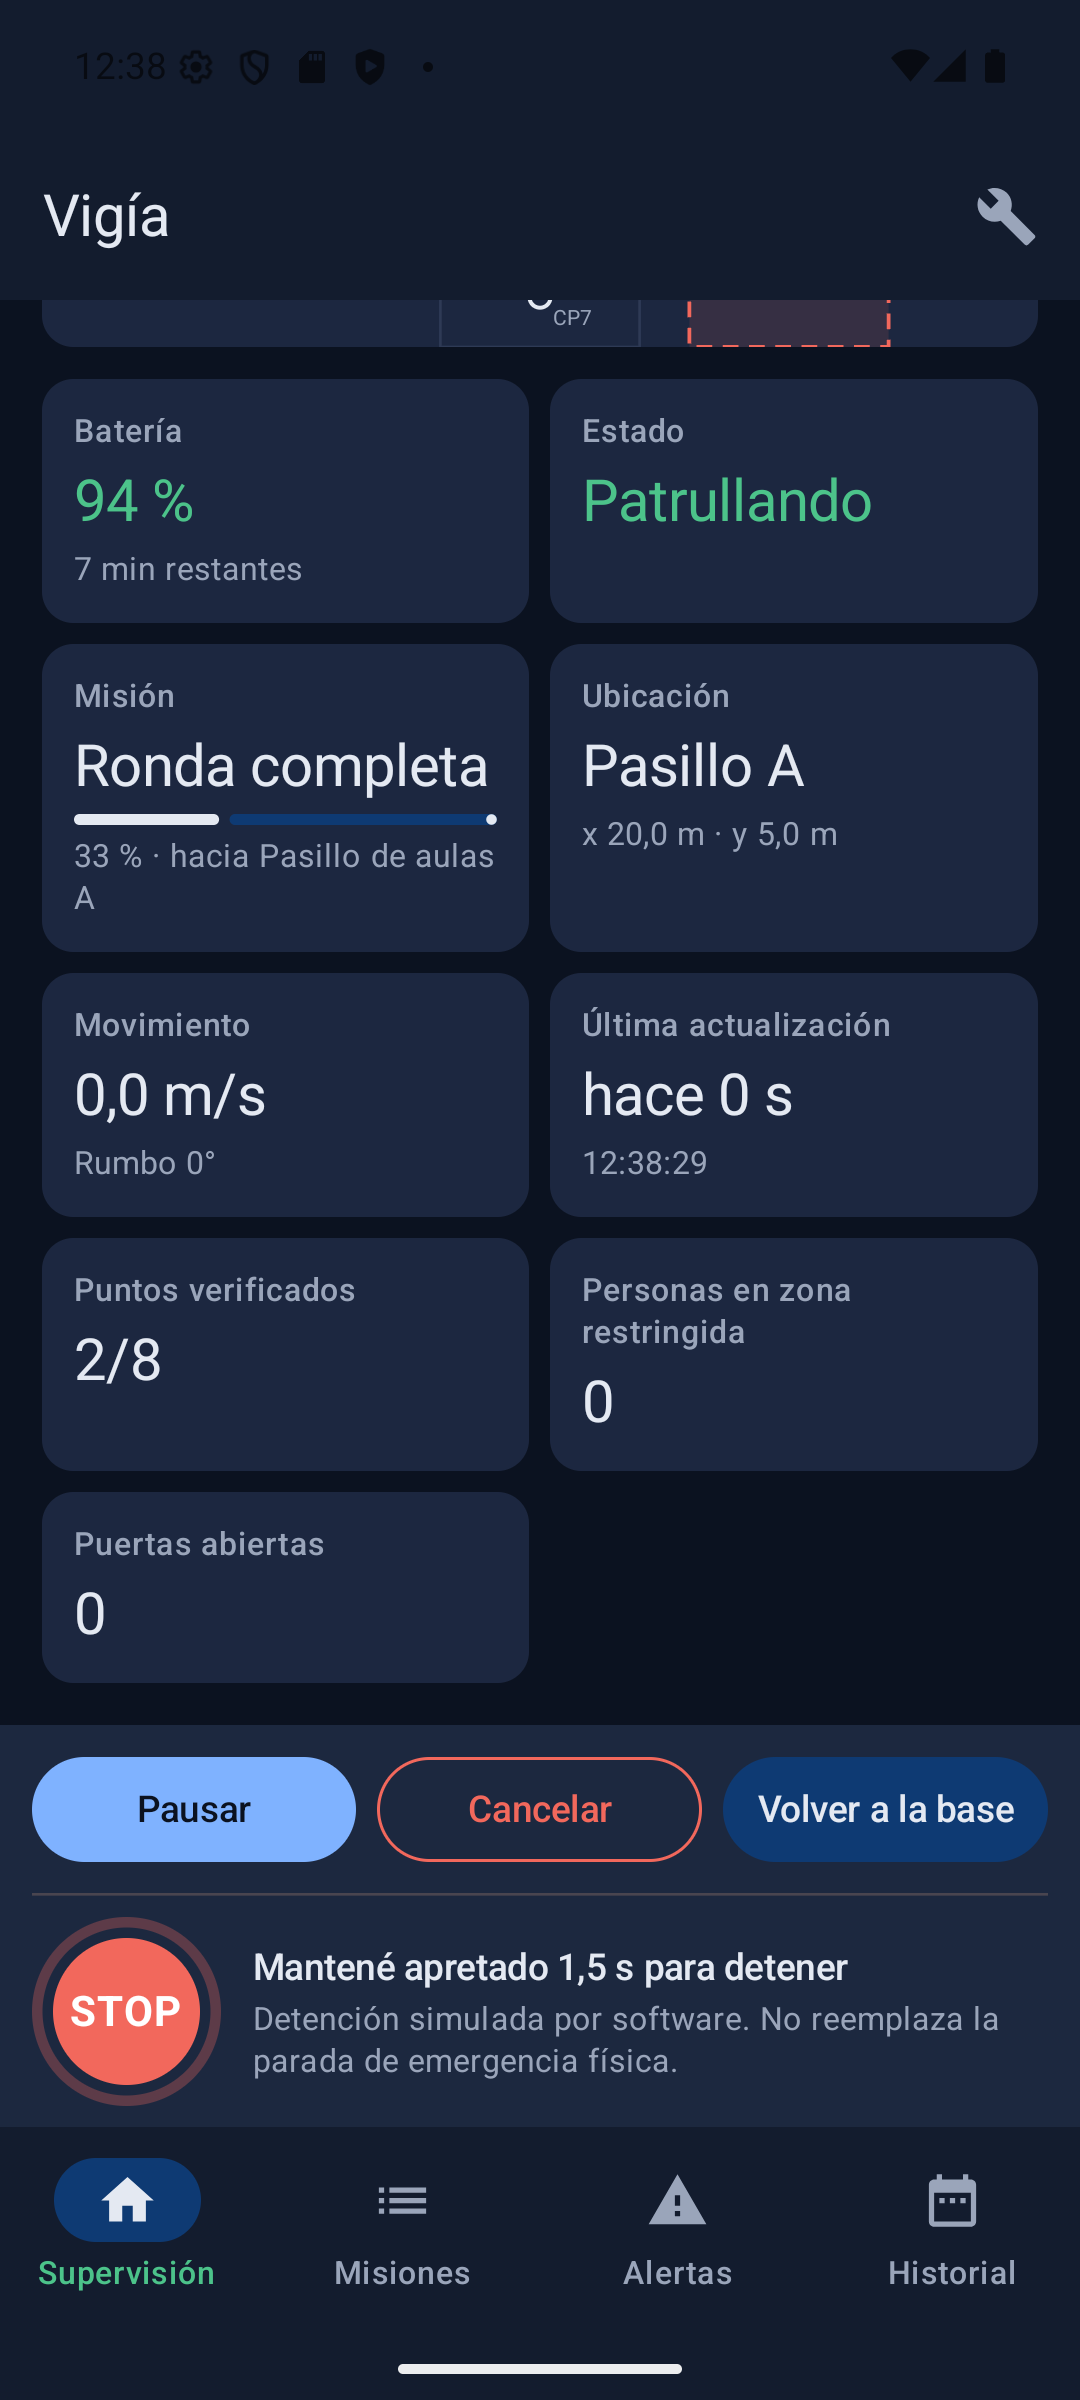 12:38
Vigía
CP7
Batería
94 %
7 min restantes
Estado
Patrullando
Misión
Ronda completa
33 % · hacia Pasillo de aulas
A
Ubicación
Pasillo A
x 20,0 m · y 5,0 m
Movimiento
0,0 m/s
Rumbo 0°
Última actualización
hace 0 s
12:38:29
Puntos verificados
2/8
Personas en zona
restringida
0
Puertas abiertas
0
Pausar
Cancelar
Volver a la base
STOP
Mantené apretado 1,5 s para detener
Detención simulada por software. No reemplaza la
parada de emergencia física.
Supervisión
Misiones
Alertas
Historial